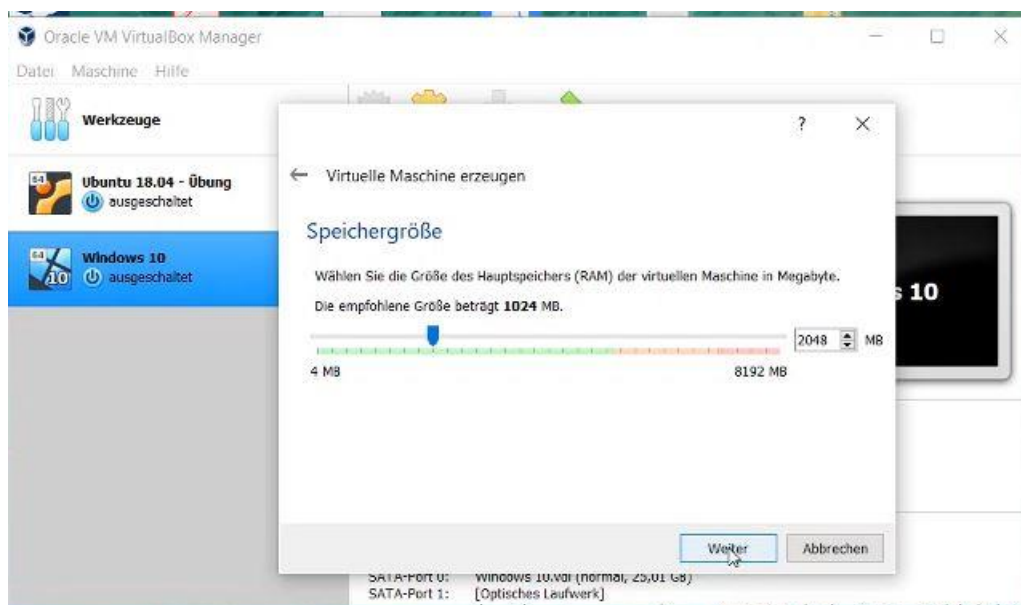 Oracle VM VirtualBox Manager
Datei Maschine Hilfe
Werkzeuge
64
Ubuntu 18.04 - Übung
ausgeschaltet
64
10
Windows 10
ausgeschaltet
? 
Virtuelle Maschine erzeugen
Speichergröße
Wählen Sie die Größe des Hauptspeichers (RAM) der virtuellen Maschine in Megabyte.
Die empfohlene Größe beträgt 1024 MB.
2048 MB
4 MB 8192 MB
Weiter Abbrechen
s 10
SATA-Port 0: Windows 10.vdi (normal, 25,01 GB)
SATA-Port 1: [Optisches Laufwerk]